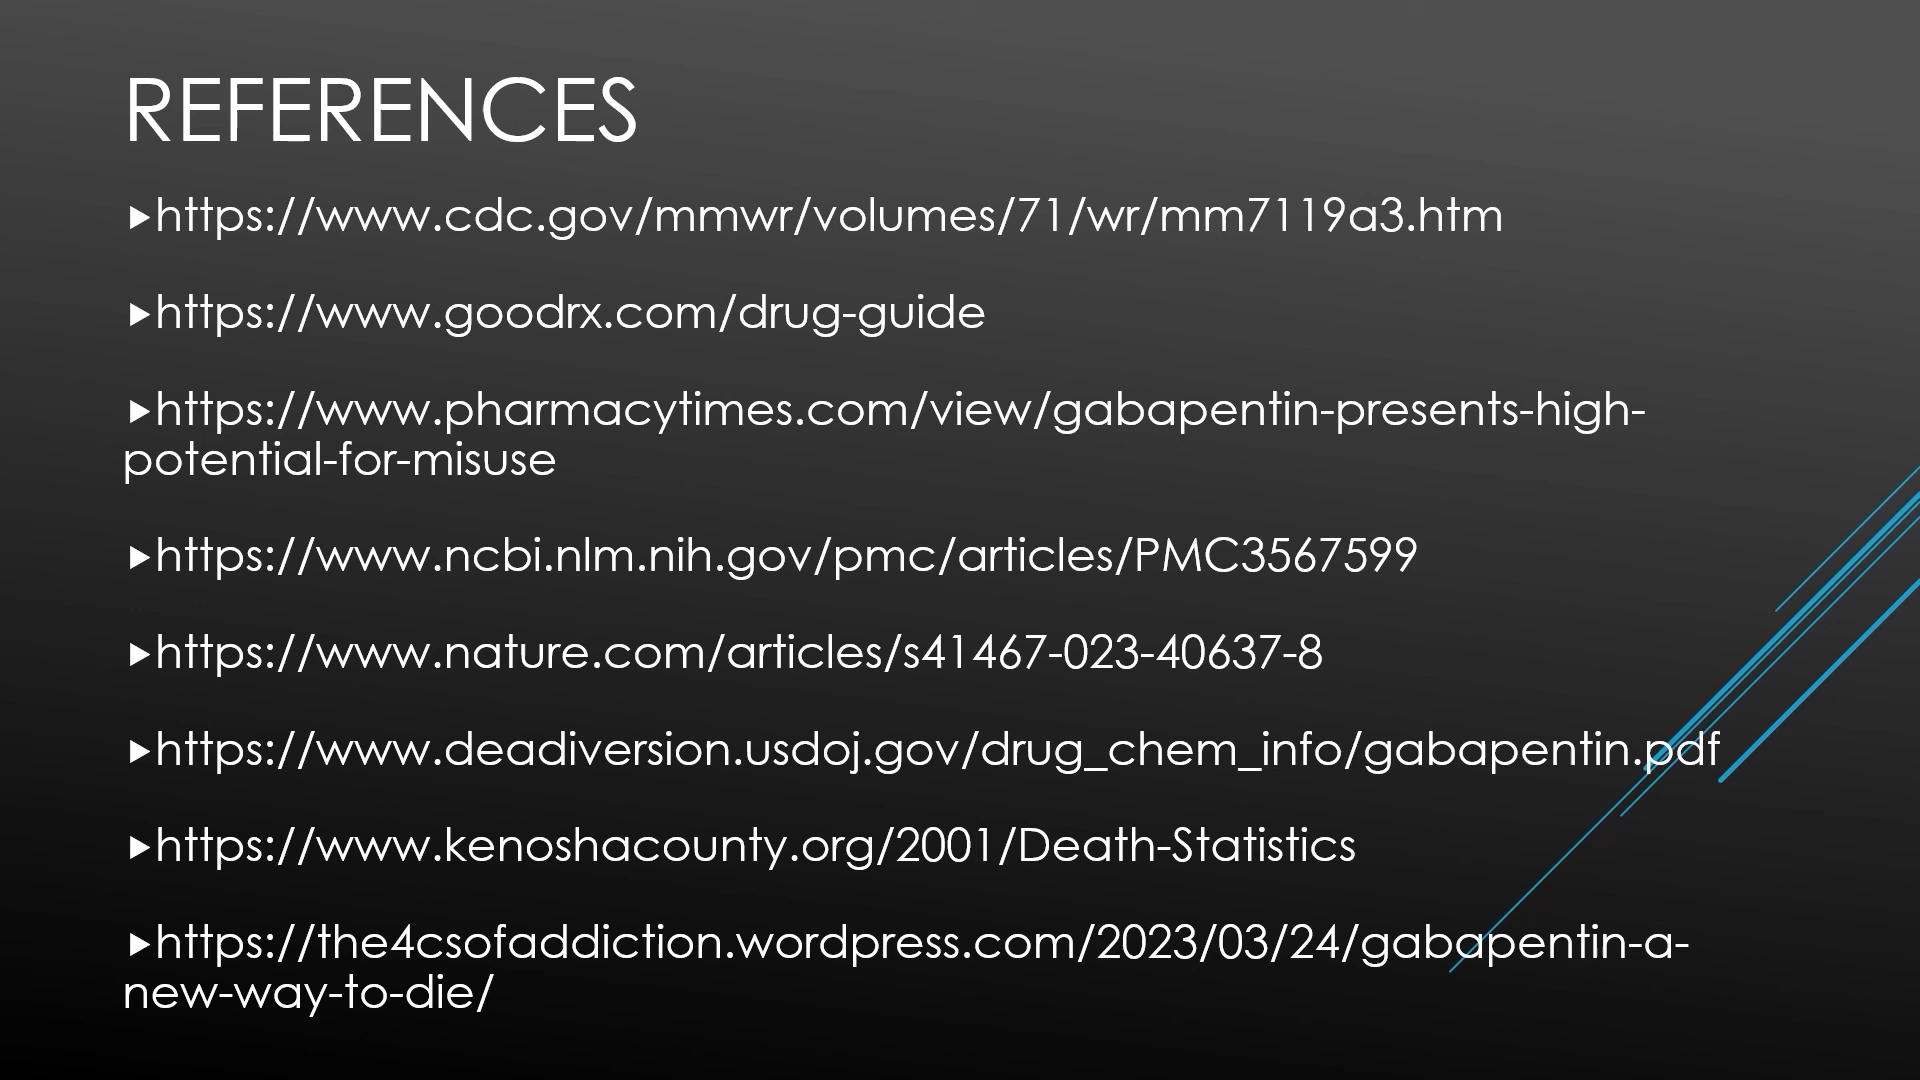 REFERENCES
▶https://www.cdc.gov/mmwr/volumes/71/wr/mm7119a3.htm
▶https://www.goodrx.com/drug-guide
▶https://www.pharmacytimes.com/view/gabapentin-presents-high-
potential-for-misuse
▶https://www.ncbi.nlm.nih.gov/pmc/articles/PMC3567599
▶https://www.nature.com/articles/s41467-023-40637-8
▶https://www.deadiversion.usdoj.gov/drug_chem_info/gabapentin.pdf
▶https://www.kenoshacounty.org/2001/Death-Statistics
▶https://the4csofaddiction.wordpress.com/2023/03/24/gabapentin-a-
new-way-to-die/